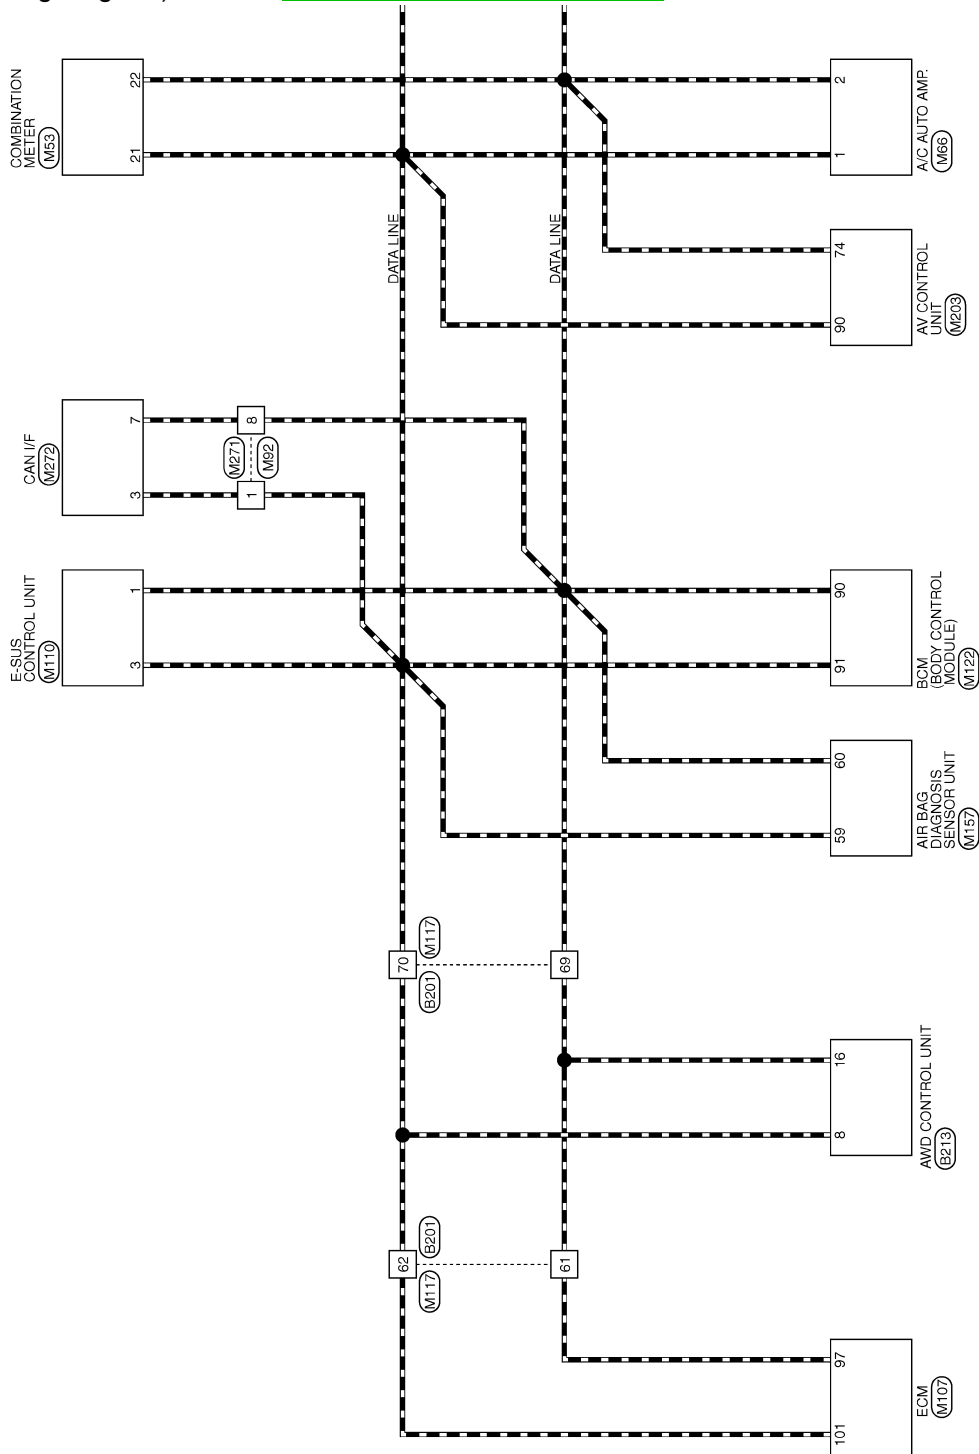 COMBINATION
METER
M53
22
21
2
1
A/C AUTO AMP.
M66
DATA LINE
DATA LINE
74
90
AV CONTROL
UNIT
M203
CAN I/F
M272
7
3
8
1
M271
M92
E-SUS
CONTROL UNIT
M110
1
3
90
91
BCM
(BODY CONTROL
MODULE)
M122
60
59
AIR BAG
DIAGNOSIS
SENSOR UNIT
M157
70
69
M117
B201
16
8
AWD CONTROL UNIT
B213
62
61
B201
M117
97
101
ECM
M107